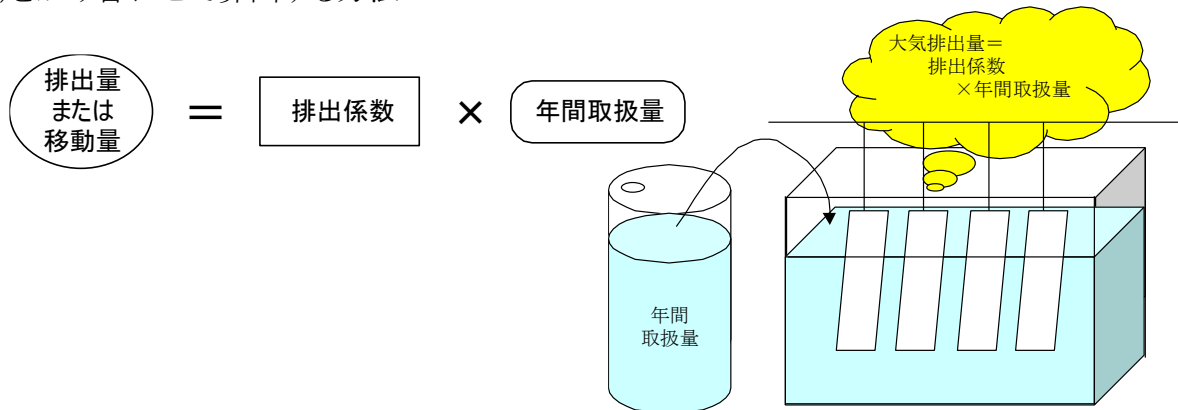 排出量
または
移動量
＝
排出係数
×
年間取扱量
大気排出量＝
排出係数
×年間取扱量
年間
取扱量